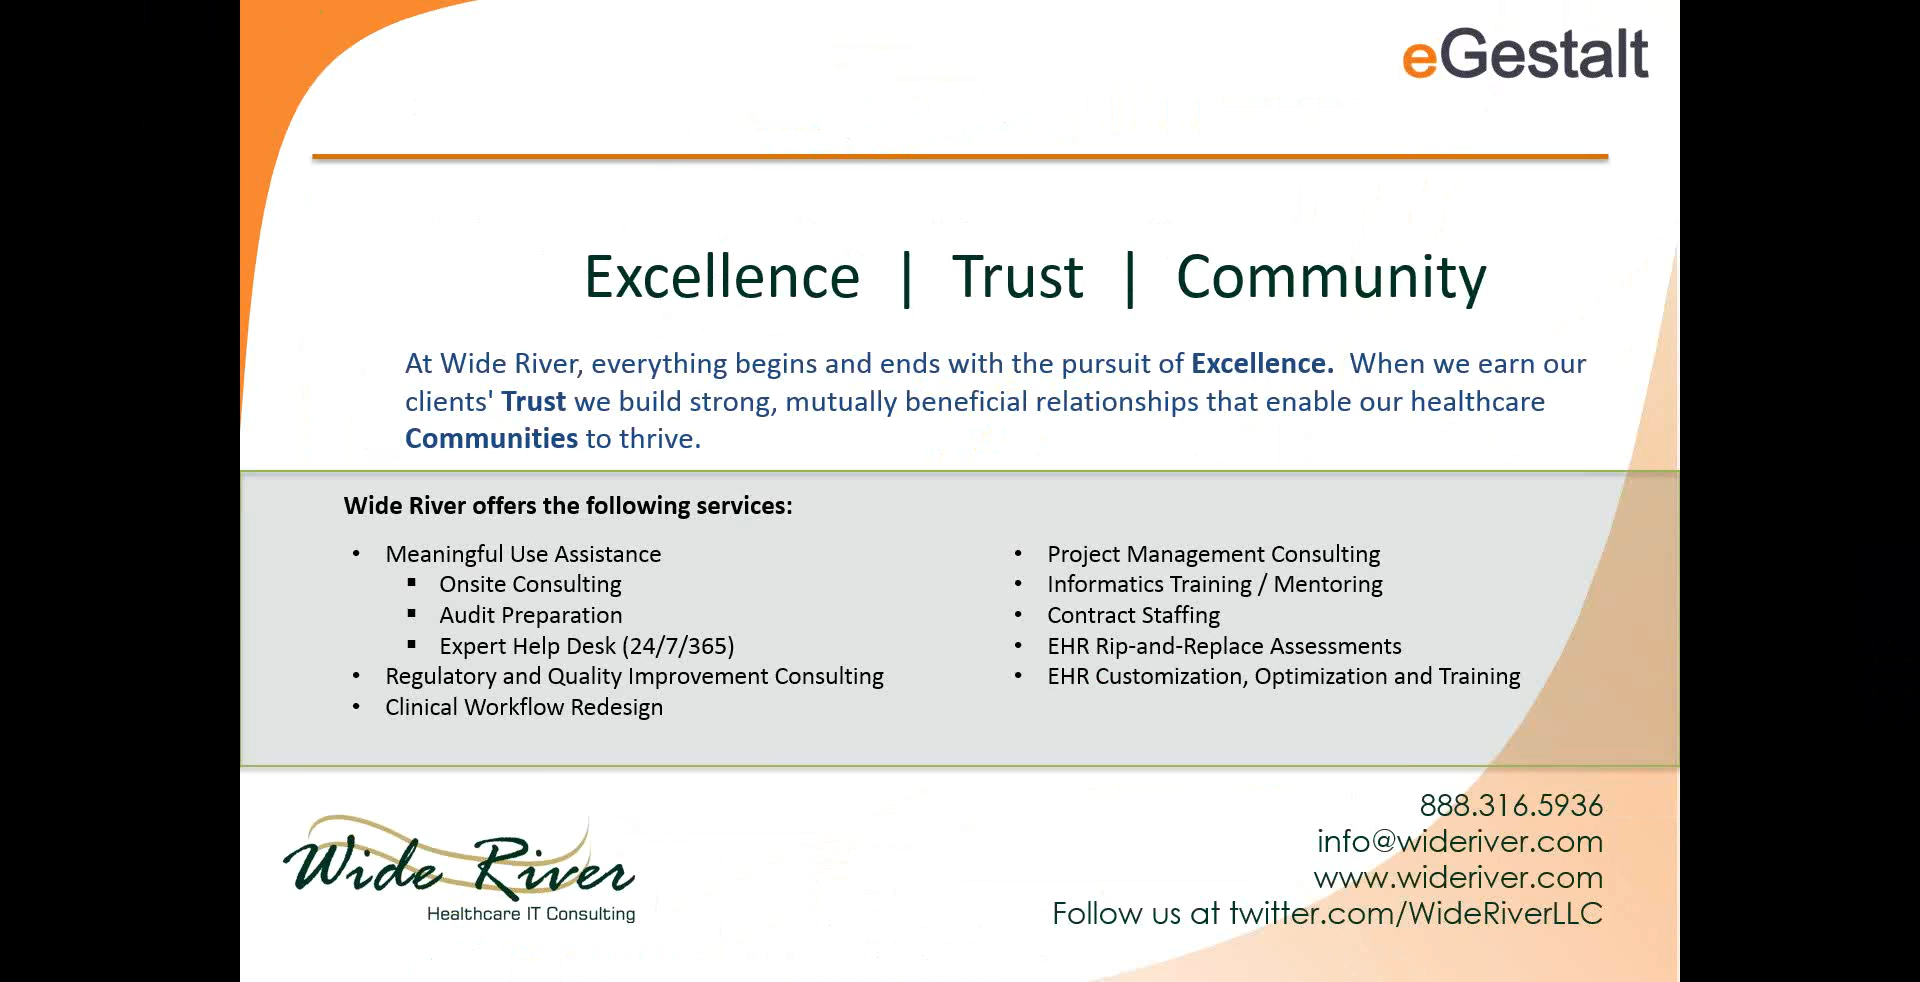 eGestalt
Excellence | Trust | Community
At Wide River, everything begins and ends with the pursuit of Excellence. When we earn our
clients' Trust we build strong, mutually beneficial relationships that enable our healthcare
Communities to thrive.
Wide River offers the following services:
• Meaningful Use Assistance
▪ Onsite Consulting
▪ Audit Preparation
▪ Expert Help Desk (24/7/365)
• Regulatory and Quality Improvement Consulting
• Clinical Workflow Redesign
• Project Management Consulting
• Informatics Training / Mentoring
• Contract Staffing
• EHR Rip-and-Replace Assessments
• EHR Customization, Optimization and Training
Wide River
Healthcare IT Consulting
888.316.5936
info@wideriver.com
www.wideriver.com
Follow us at twitter.com/WideRiverLLC